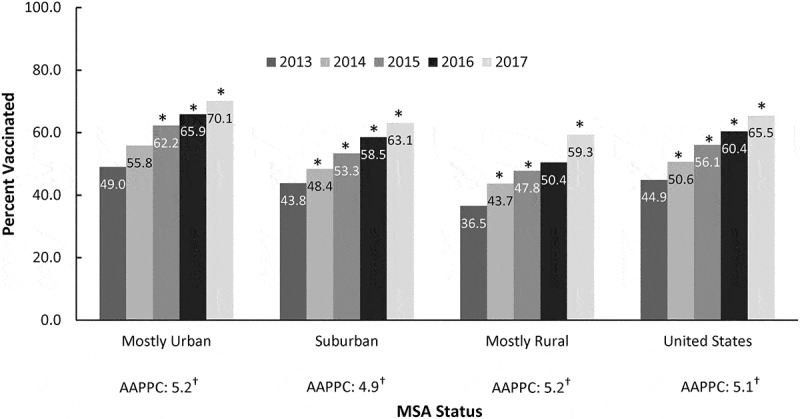 100.0
80.0
60.0
40.0
20.0
0.0
Percent Vaccinated
2013 2014 2015 2016 2017
49.0 55.8 62.2 * 65.9 * 70.1 *
43.8 48.4 * 53.3 * 58.5 * 63.1 *
36.5 43.7 * 47.8 * 50.4 59.3 *
44.9 50.6 * 56.1 * 60.4 * 65.5 *
Mostly Urban Suburban Mostly Rural United States
AAPPC: 5.2† AAPPC: 4.9† AAPPC: 5.2† AAPPC: 5.1†
MSA Status